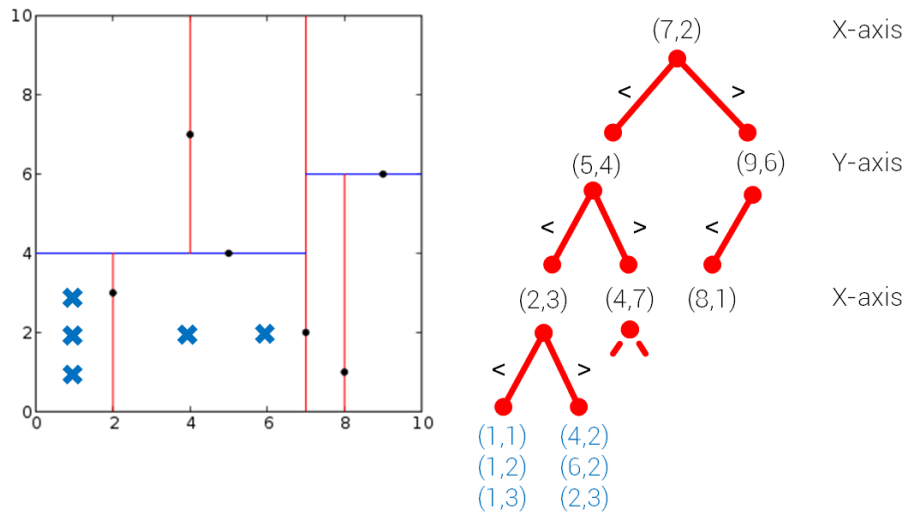 10
8
6
4
2
0
0 2 4 6 8 10
(7,2) X-axis
< >
(5,4) (9,6) Y-axis
< > <
(2,3) (4,7) (8,1) X-axis
< >
(1,1) (4,2)
(1,2) (6,2)
(1,3) (2,3)